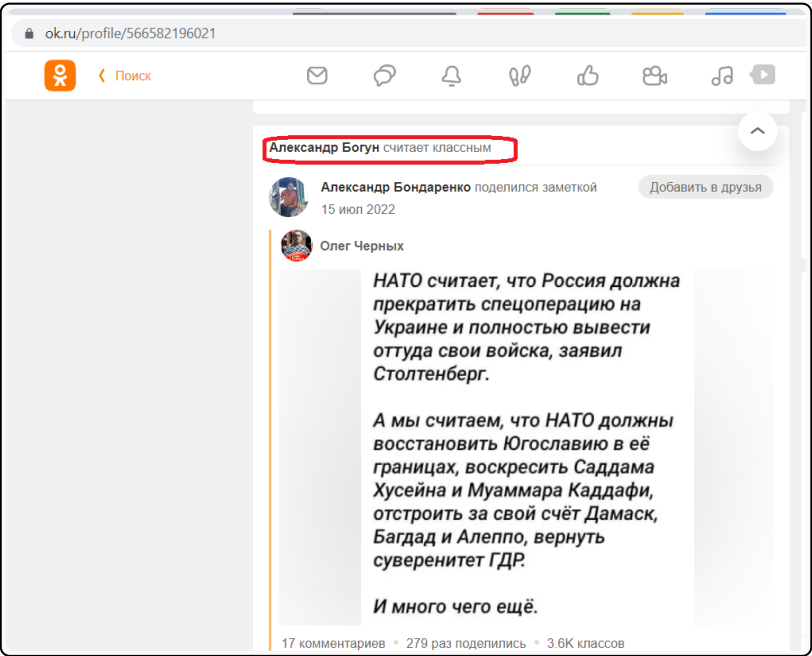 ok.ru/profile/566582196021
Поиск
Александр Богун считает классным
Александр Бондаренко поделился заметкой
Добавить в друзья
15 июл 2022
Олег Черных
НАТО считает, что Россия должна
прекратить спецоперацию на
Украине и полностью вывести
оттуда свои войска, заявил
Столтенберг.
А мы считаем, что НАТО должны
восстановить Югославию в её
границах, воскресить Саддама
Хусейна и Муаммара Каддафи,
отстроить за свой счёт Дамаск,
Багдад и Алеппо, вернуть
суверенитет ГДР.
И много чего ещё.
17 комментариев • 279 раз поделились • 3.6K классов